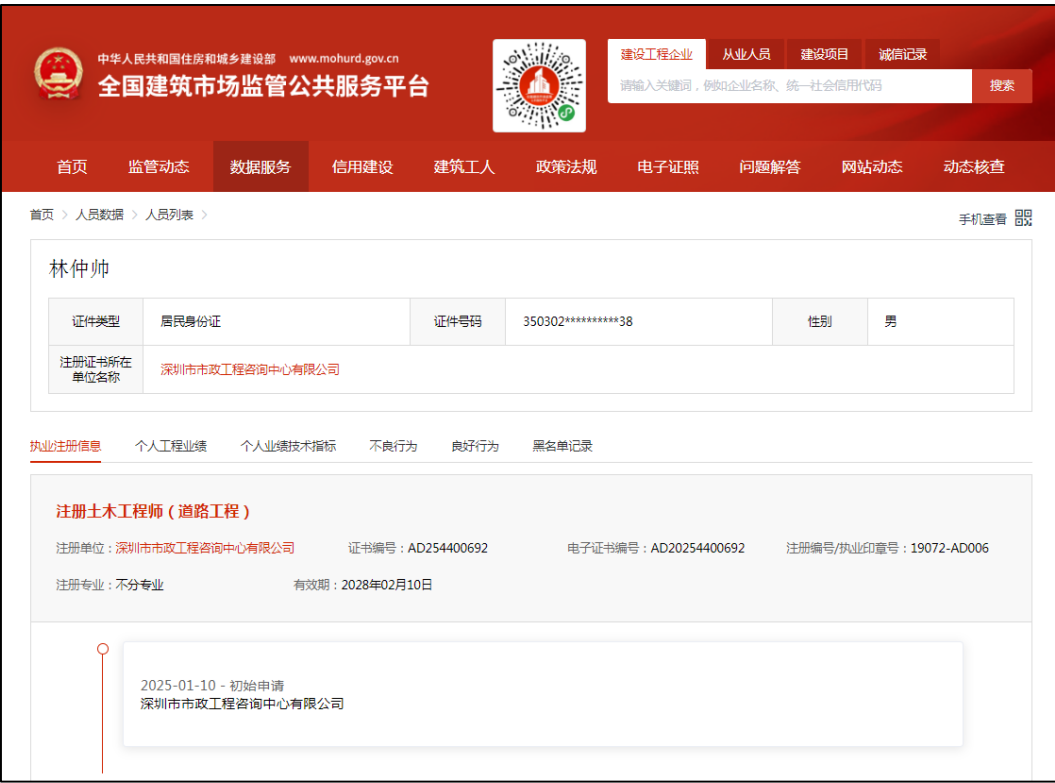 中华人民共和国住房和城乡建设部 www.mohurd.gov.cn
全国建筑市场监管公共服务平台
建设工程企业 从业人员 建设项目 诚信记录
请输入关键词，例如企业名称、统一社会信用代码 搜索
首页 监管动态 数据服务 信用建设 建筑工人 政策法规 电子证照 问题解答 网站动态 动态核查
首页 > 人员数据 > 人员列表 >
手机查看
林仲帅
证件类型 居民身份证 证件号码 350302**********38 性别 男
注册证书所在
单位名称
深圳市市政工程咨询中心有限公司
执业注册信息 个人工程业绩 个人业绩技术指标 不良行为 良好行为 黑名单记录
注册土木工程师（道路工程）
注册单位：深圳市市政工程咨询中心有限公司 证书编号：AD254400692 电子证书编号：AD20254400692 注册编号/执业印章号：19072-AD006
注册专业：不分专业 有效期：2028年02月10日
2025-01-10 - 初始申请
深圳市市政工程咨询中心有限公司